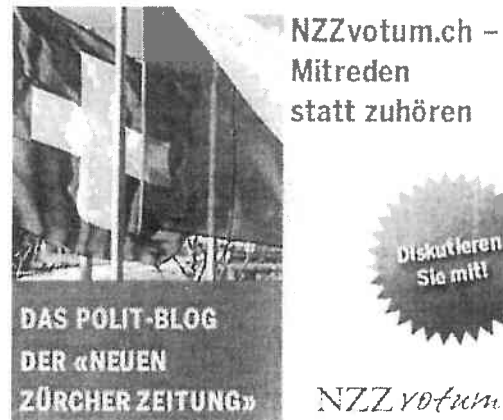 NZZvotum.ch –
Mitreden
statt zuhören
Diskutieren
Sie mit!
DAS POLIT-BLOG
DER «NEUEN
ZÜRCHER ZEITUNG»
NZZ votum